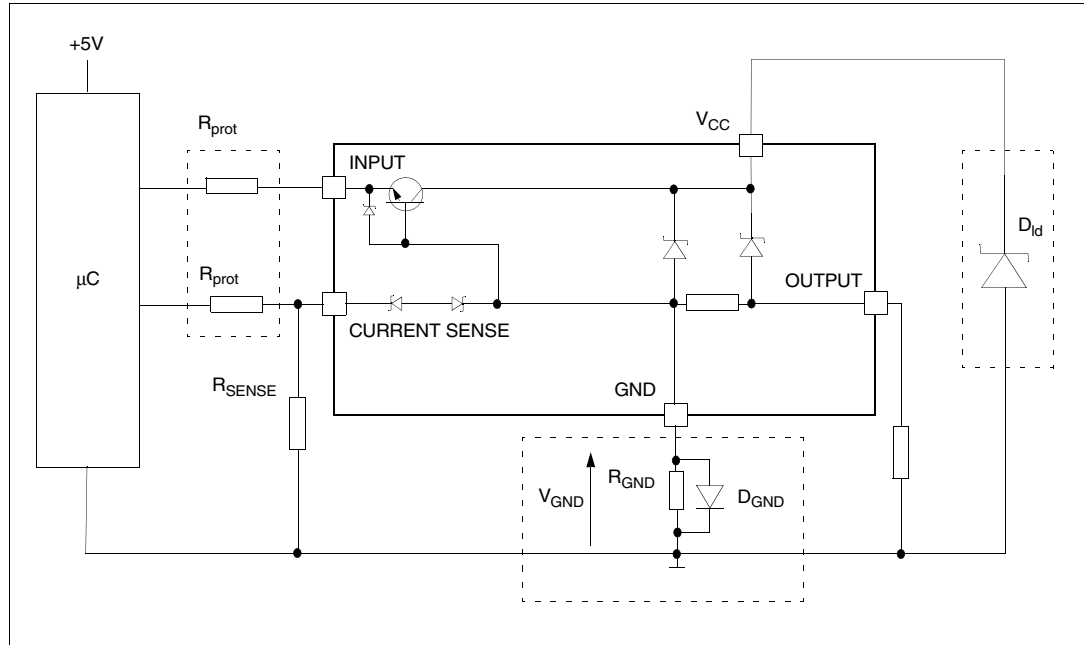 +5V
R_prot
V_CC
INPUT
D_ld
μC
R_prot
OUTPUT
CURRENT SENSE
R_SENSE
GND
R_GND
V_GND
D_GND